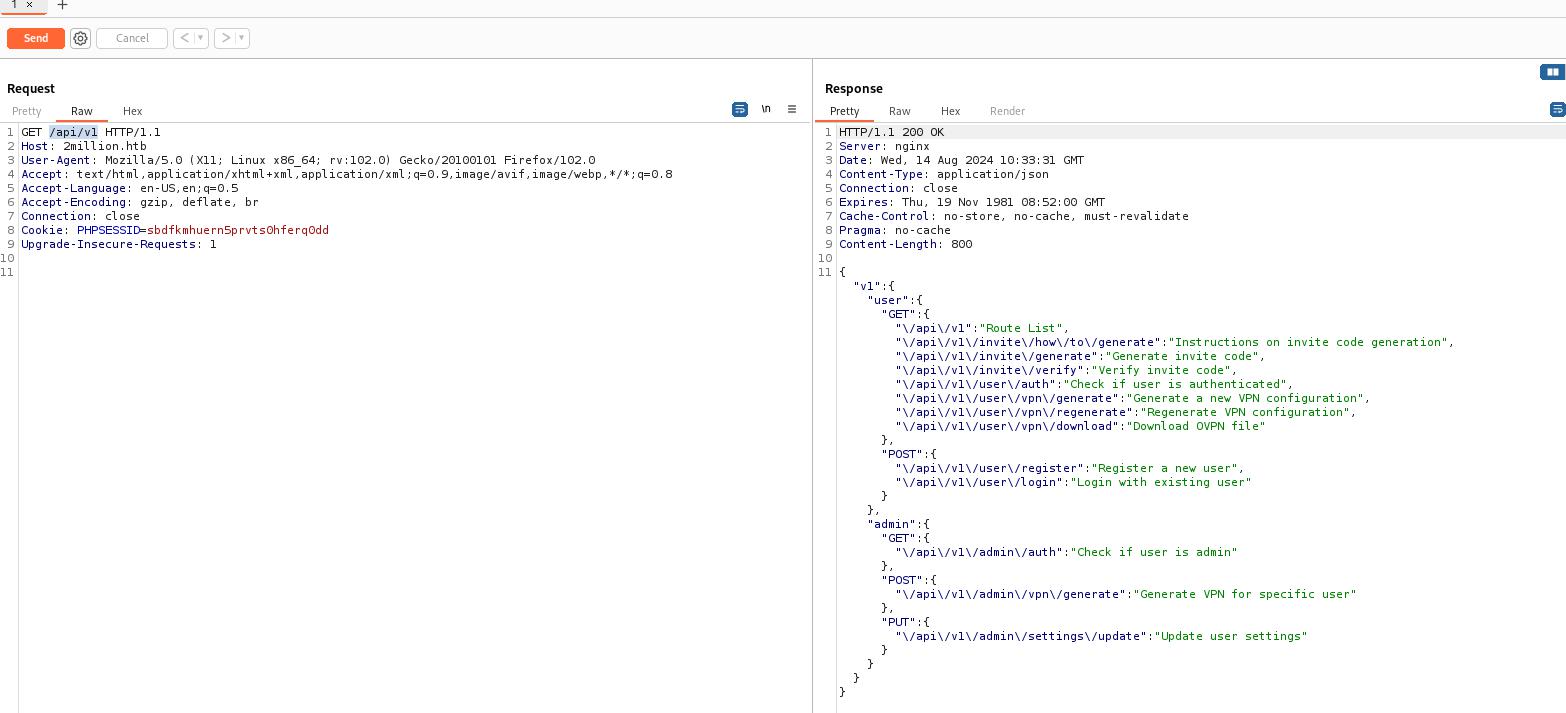 1 ×
+
Send
Cancel
< ▼
> ▼
Request
Pretty Raw Hex
\n
1 GET /api/v1 HTTP/1.1
2 Host: 2million.htb
3 User-Agent: Mozilla/5.0 (X11; Linux x86_64; rv:102.0) Gecko/20100101 Firefox/102.0
4 Accept: text/html,application/xhtml+xml,application/xml;q=0.9,image/avif,image/webp,*/*;q=0.8
5 Accept-Language: en-US,en;q=0.5
6 Accept-Encoding: gzip, deflate, br
7 Connection: close
8 Cookie: PHPSESSID=sbdfkmhuern5prvts0hferq0dd
9 Upgrade-Insecure-Requests: 1
10
11
Response
Pretty Raw Hex Render
1 HTTP/1.1 200 OK
2 Server: nginx
3 Date: Wed, 14 Aug 2024 10:33:31 GMT
4 Content-Type: application/json
5 Connection: close
6 Expires: Thu, 19 Nov 1981 08:52:00 GMT
7 Cache-Control: no-store, no-cache, must-revalidate
8 Pragma: no-cache
9 Content-Length: 800
10
11 {
"v1":{
"user":{
"GET":{
"\/api\/v1":"Route List",
"\/api\/v1\/invite\/how\/to\/generate":"Instructions on invite code generation",
"\/api\/v1\/invite\/generate":"Generate invite code",
"\/api\/v1\/invite\/verify":"Verify invite code",
"\/api\/v1\/user\/auth":"Check if user is authenticated",
"\/api\/v1\/user\/vpn\/generate":"Generate a new VPN configuration",
"\/api\/v1\/user\/vpn\/regenerate":"Regenerate VPN configuration",
"\/api\/v1\/user\/vpn\/download":"Download OVPN file"
},
"POST":{
"\/api\/v1\/user\/register":"Register a new user",
"\/api\/v1\/user\/login":"Login with existing user"
}
},
"admin":{
"GET":{
"\/api\/v1\/admin\/auth":"Check if user is admin"
},
"POST":{
"\/api\/v1\/admin\/vpn\/generate":"Generate VPN for specific user"
},
"PUT":{
"\/api\/v1\/admin\/settings\/update":"Update user settings"
}
}
}
}